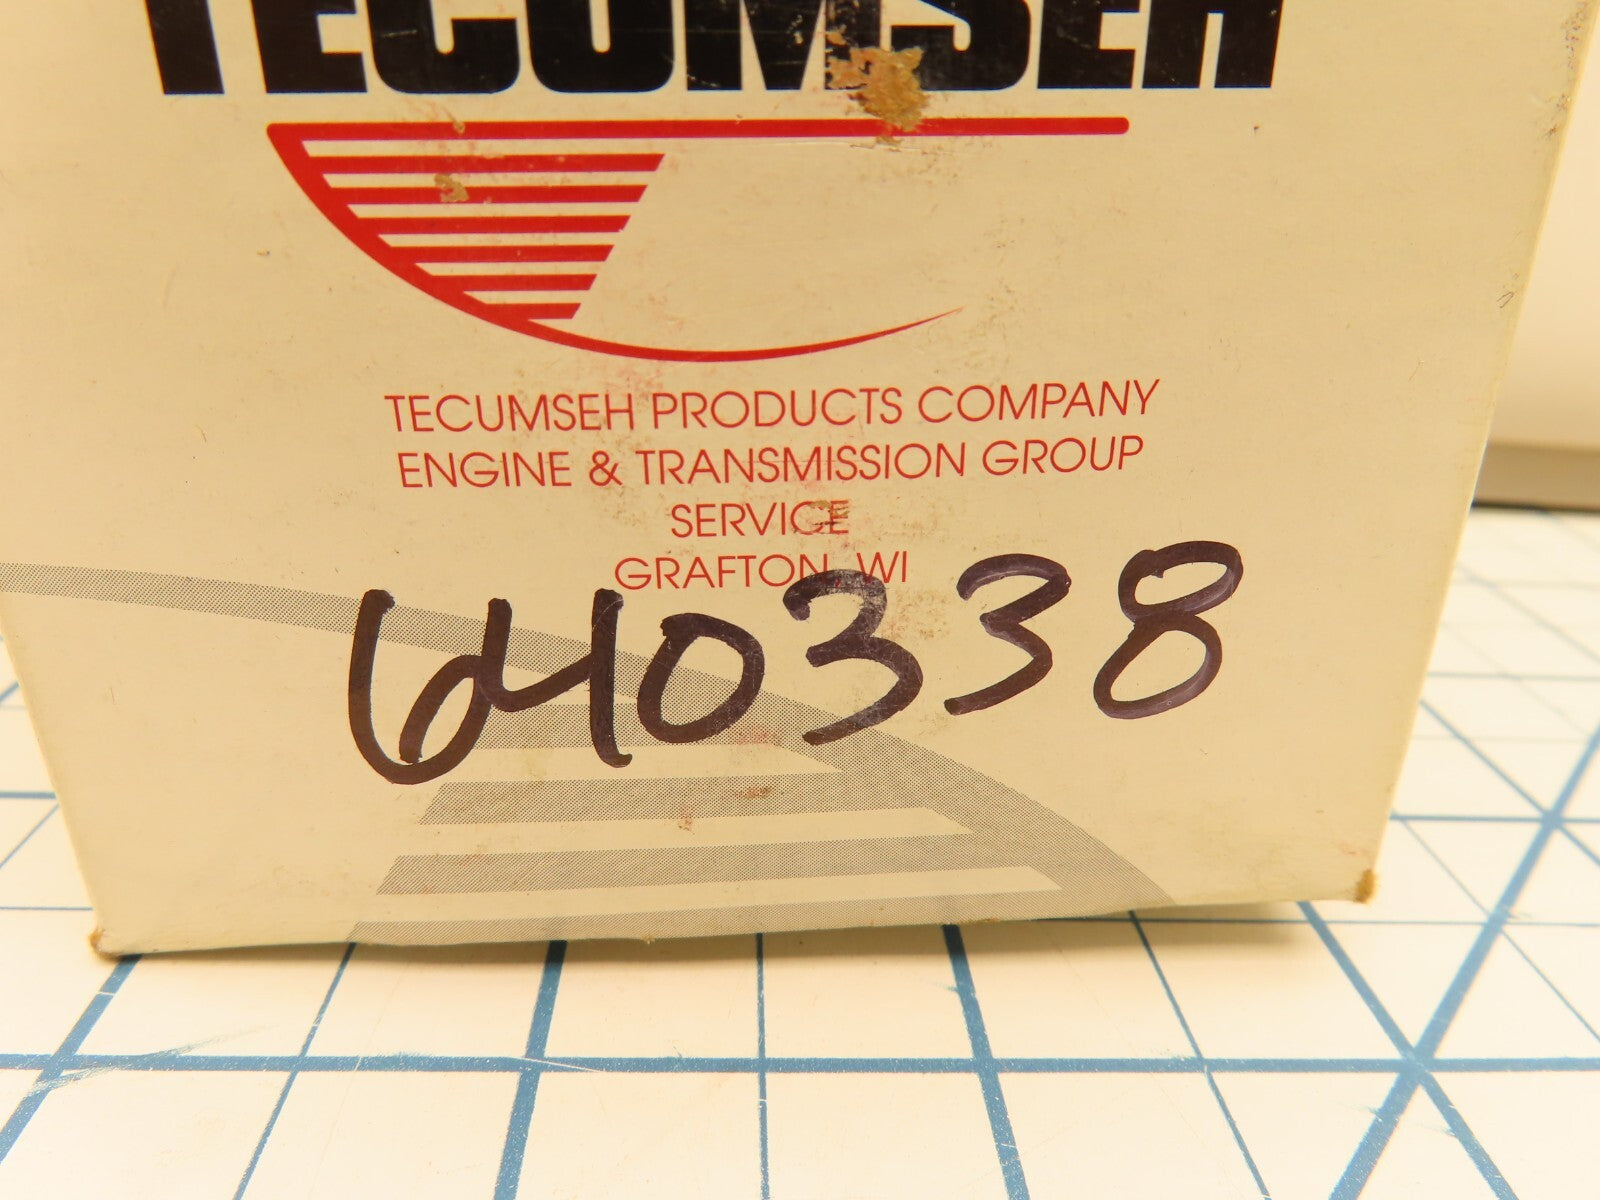 TECUMSEH
TECUMSEH PRODUCTS COMPANY
ENGINE & TRANSMISSION GROUP
SERVICE
GRAFTON, WI
640338